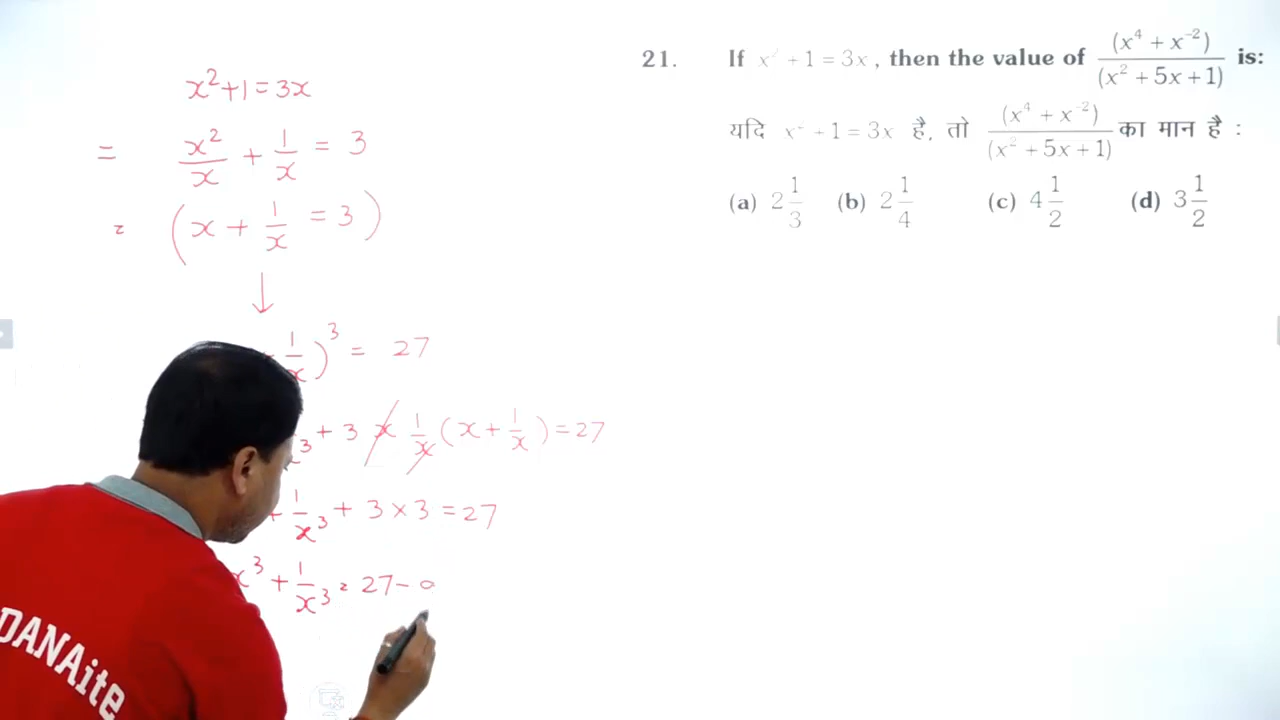 x²+1=3x
= x²/x + 1/x = 3
= (x + 1/x = 3)
↓
1/x)³ = 27
x³ + 3 x 1/x (x + 1/x) = 27
+ 1/x³ + 3 × 3 = 27
x³ + 1/x³ = 27 -
21. If x² + 1 = 3x, then the value of (x⁴ + x⁻²)/(x² + 5x + 1) is:
यदि x² + 1 = 3x है, तो (x⁴ + x⁻²)/(x² + 5x + 1) का मान है :
(a) 2 1/3 (b) 2 1/4 (c) 4 1/2 (d) 3 1/2
DANAite